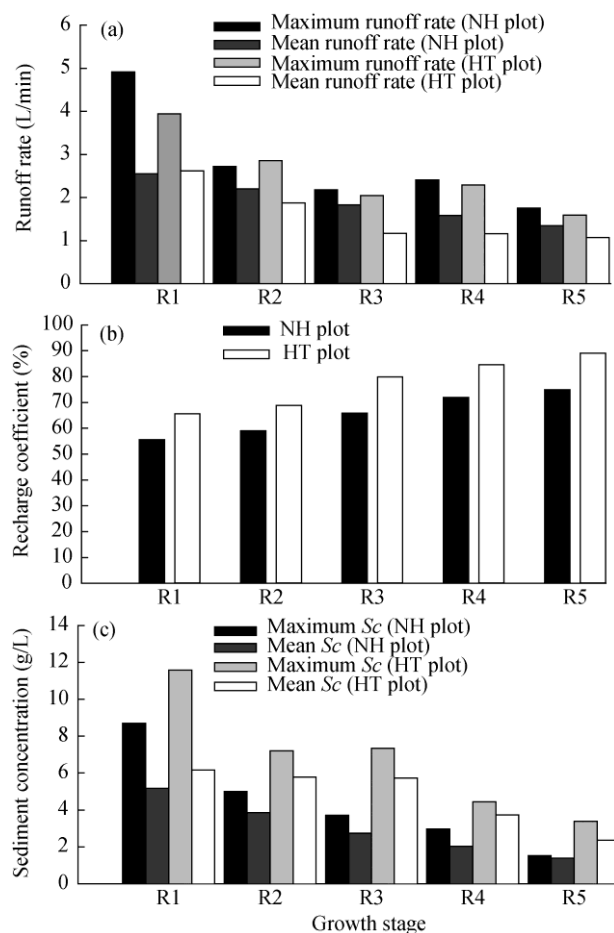 (a)
Maximum runoff rate (NH plot)
Mean runoff rate (NH plot)
Maximum runoff rate (HT plot)
Mean runoff rate (HT plot)
Runoff rate (L/min)
6
5
4
3
2
1
0
R1 R2 R3 R4 R5
(b)
NH plot
HT plot
Recharge coefficient (%)
100
90
80
70
60
50
40
30
20
10
0
R1 R2 R3 R4 R5
(c)
Maximum Sc (NH plot)
Mean Sc (NH plot)
Maximum Sc (HT plot)
Mean Sc (HT plot)
Sediment concentration (g/L)
14
12
10
8
6
4
2
0
R1 R2 R3 R4 R5
Growth stage